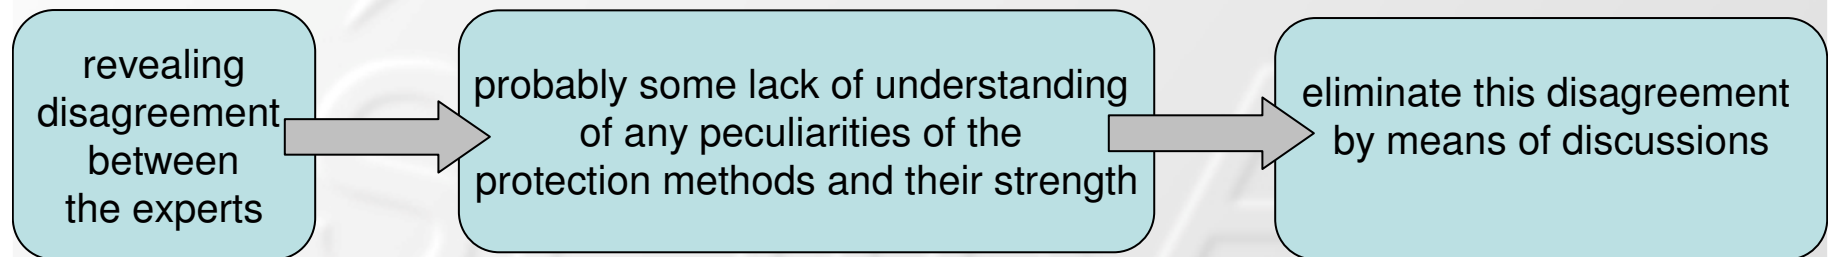 revealing
disagreement
between
the experts
probably some lack of understanding
of any peculiarities of the
protection methods and their strength
eliminate this disagreement
by means of discussions